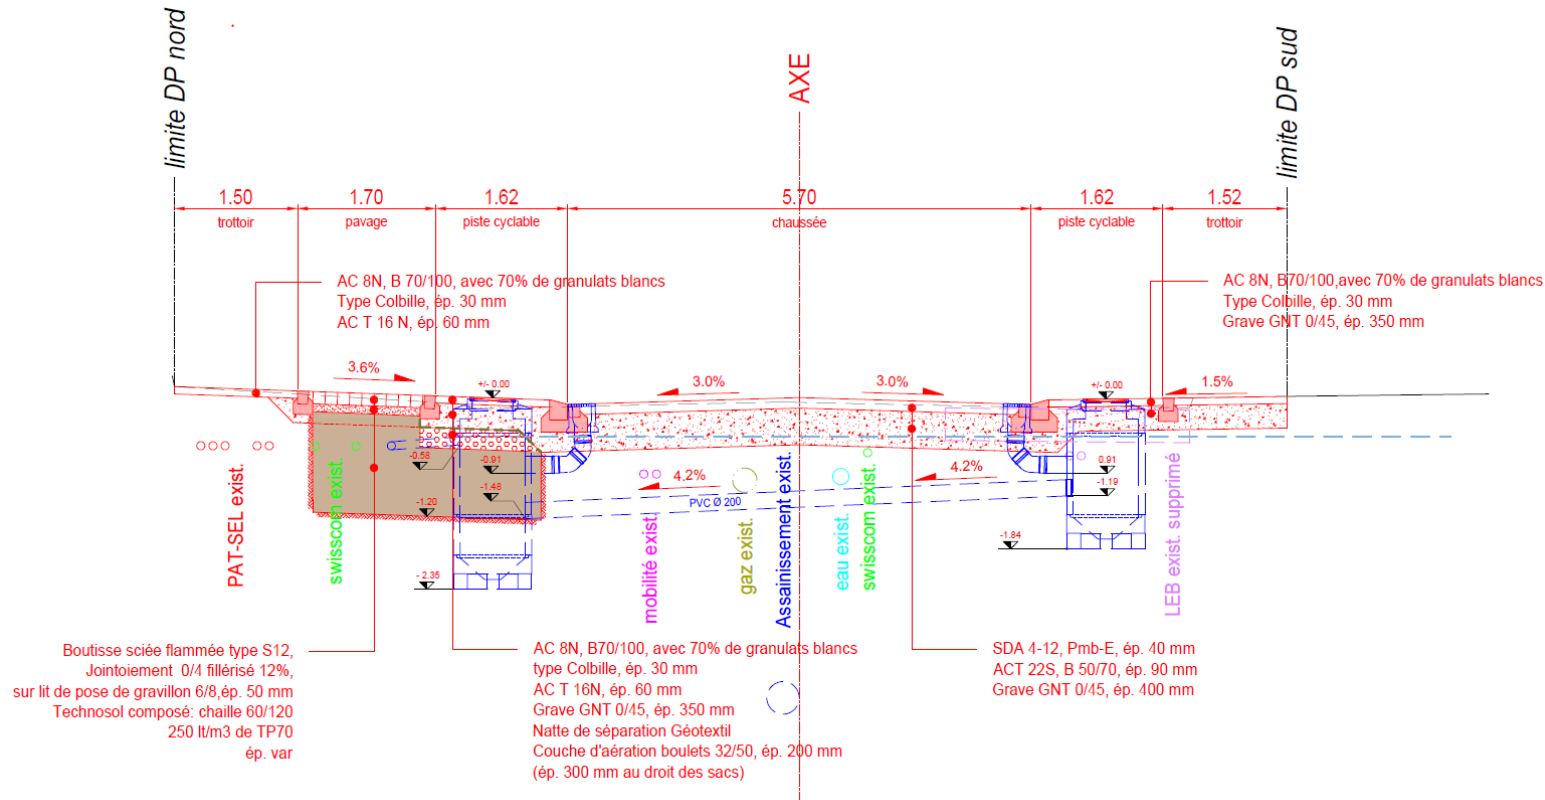 limite DP nord
AXE
limite DP sud
1.50
1.70
1.62
5.70
1.62
1.52
trottoir
pavage
piste cyclable
chaussée
piste cyclable
trottoir
AC 8N, B 70/100, avec 70% de granulats blancs
Type Colbille, ép. 30 mm
AC T 16 N, ép. 60 mm
AC 8N, B70/100,avec 70% de granulats blancs
Type Colbille, ép. 30 mm
Grave GNT 0/45, ép. 350 mm
3.6%
+/- 0.00
3.0%
3.0%
+/- 0.00
1.5%
-0.58
-0.91
-1.48
-1.20
-2.35
4.2%
4.2%
PVC Ø 200
0.91
-1.19
-1.84
PAT-SEL exist.
swisscom exist.
mobilité exist.
gaz exist.
Assainissement exist.
eau exist.
swisscom exist.
LEB exist. supprimé
Boutisse sciée flammée type S12,
Jointoiement 0/4 fillérisé 12%,
sur lit de pose de gravillon 6/8,ép. 50 mm
Technosol composé: chaille 60/120
250 lt/m3 de TP70
ép. var
AC 8N, B70/100, avec 70% de granulats blancs
type Colbille, ép. 30 mm
AC T 16N, ép. 60 mm
Grave GNT 0/45, ép. 350 mm
Natte de séparation Géotextil
Couche d'aération boulets 32/50, ép. 200 mm
(ép. 300 mm au droit des sacs)
SDA 4-12, Pmb-E, ép. 40 mm
ACT 22S, B 50/70, ép. 90 mm
Grave GNT 0/45, ép. 400 mm